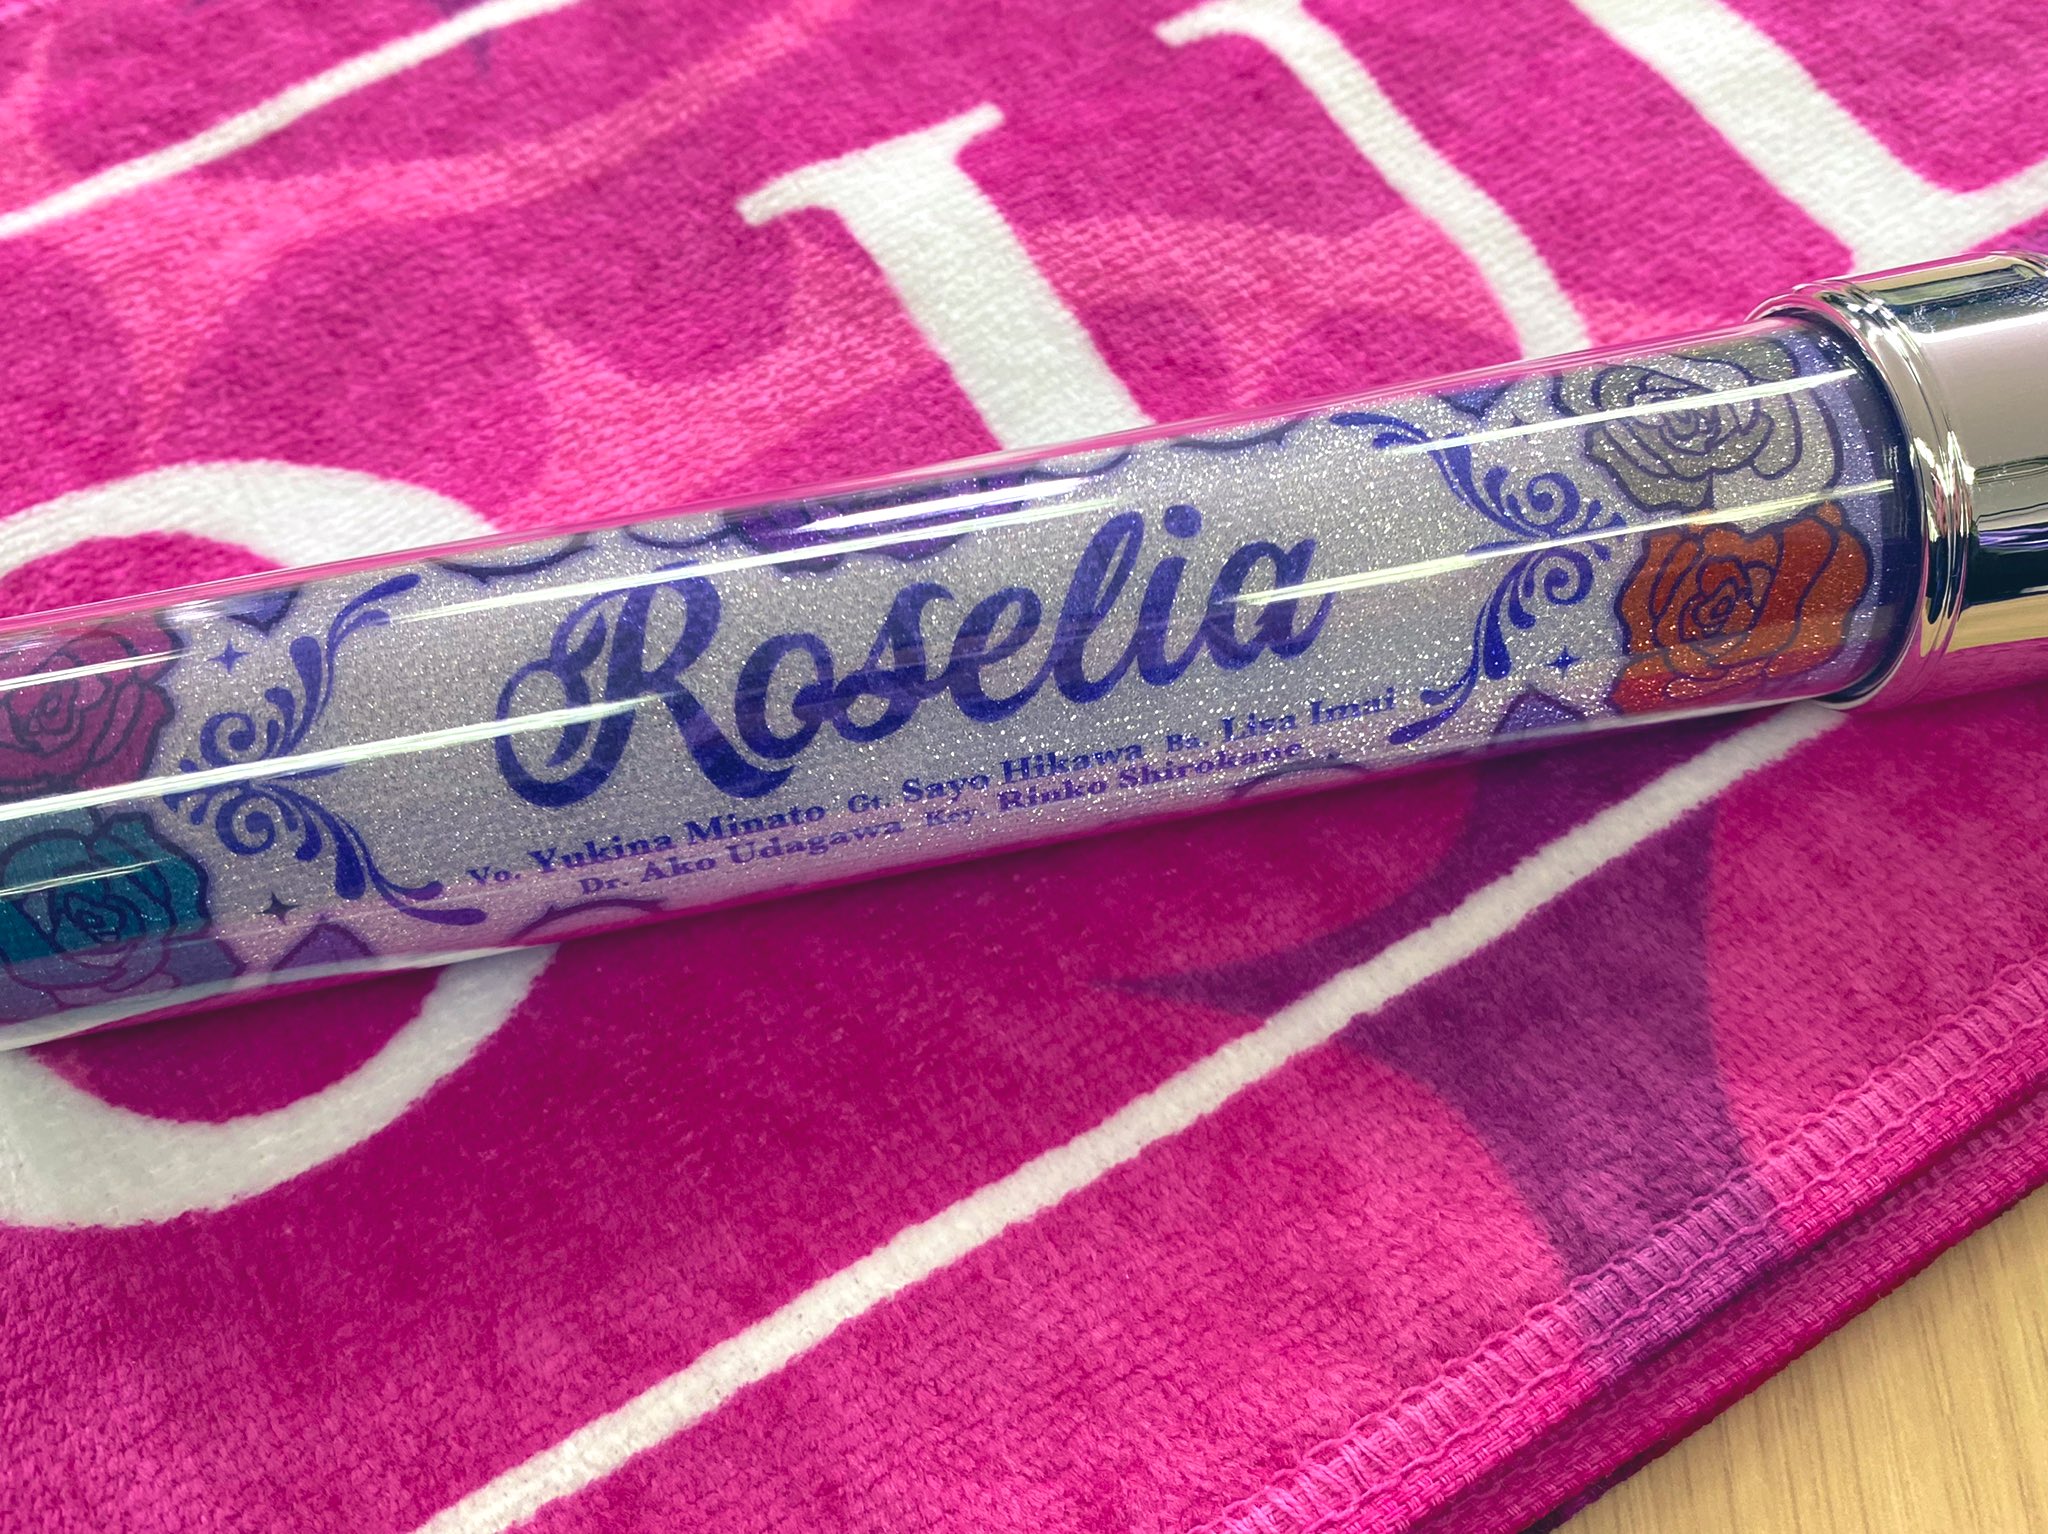 Roselia
Vo. Yukina Minato Gt. Sayo Hikawa Ba. Lisa Imai
Dr. Ako Udagawa Key. Rinko Shirokane